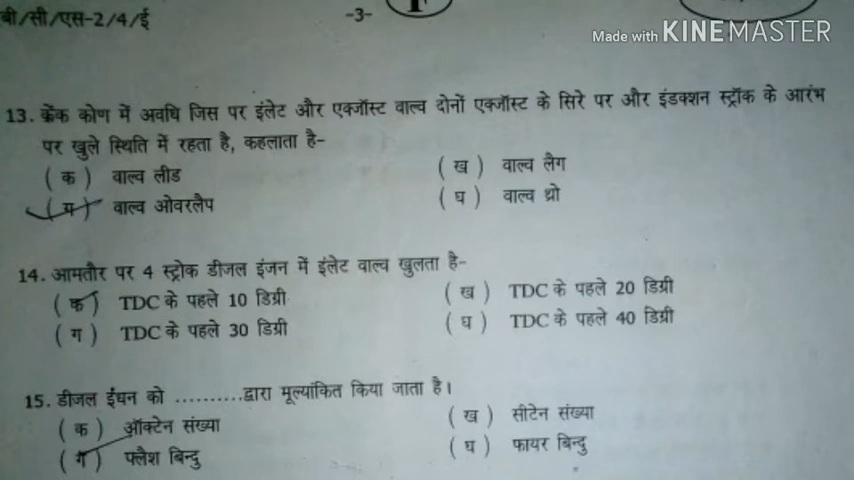 बी/सी/एस-2/4/ई
-3-
Made with KINEMASTER
13. क्रेंक कोण में अवधि जिस पर इंलेट और एक्जॉस्ट वाल्व दोनों एक्जॉस्ट के सिरे पर और इंडक्शन स्ट्रॉक के आरंभ
पर खुले स्थिति में रहता है, कहलाता है-
( क ) वाल्व लीड
( ख ) वाल्व लैग
( ग ) वाल्व ओवरलैप
( घ ) वाल्व थ्रो
14. आमतौर पर 4 स्ट्रोक डीजल इंजन में इंलेट वाल्व खुलता है-
( क ) TDC के पहले 10 डिग्री
( ख ) TDC के पहले 20 डिग्री
( ग ) TDC के पहले 30 डिग्री
( घ ) TDC के पहले 40 डिग्री
15. डीजल ईंघन को ..........द्वारा मूल्यांकित किया जाता है।
( क ) ऑक्टेन संख्या
( ख ) सीटेन संख्या
( ग ) फ्लैश बिन्दु
( घ ) फायर बिन्दु